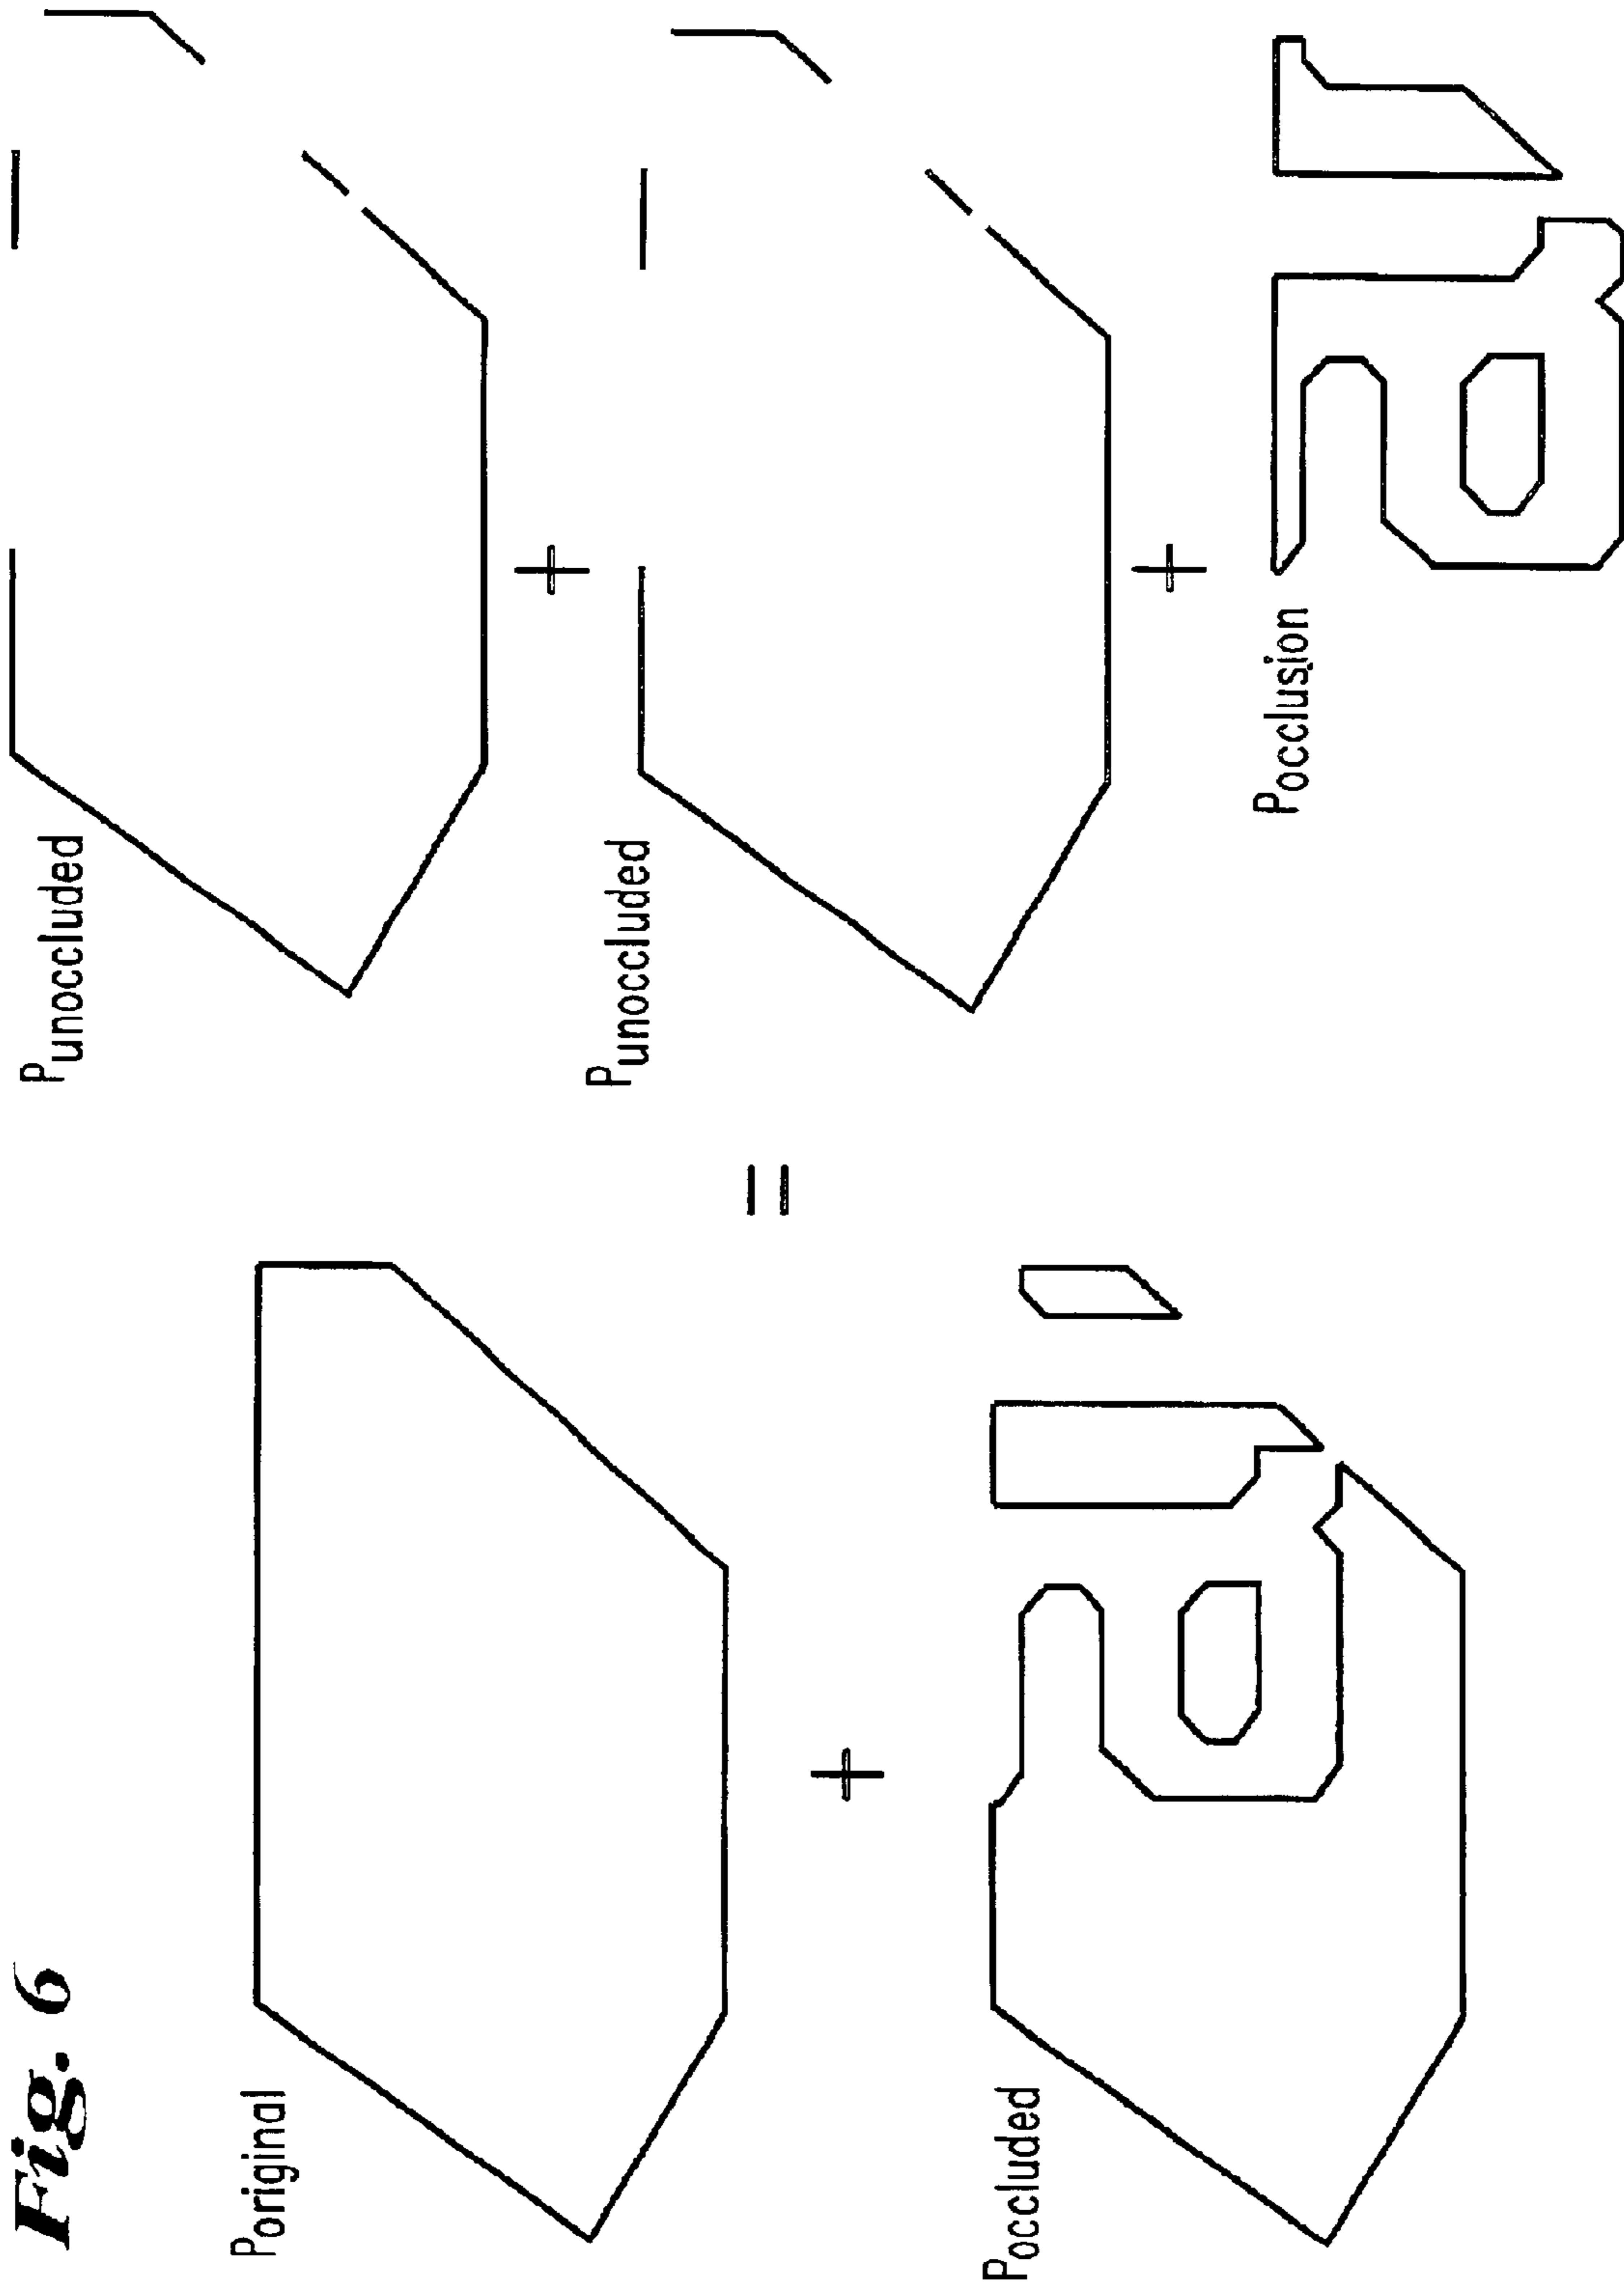 Fig. 6
Poriginal
+
Poccluded
=
Punoccluded
+
Punoccluded
+
Pocclusion